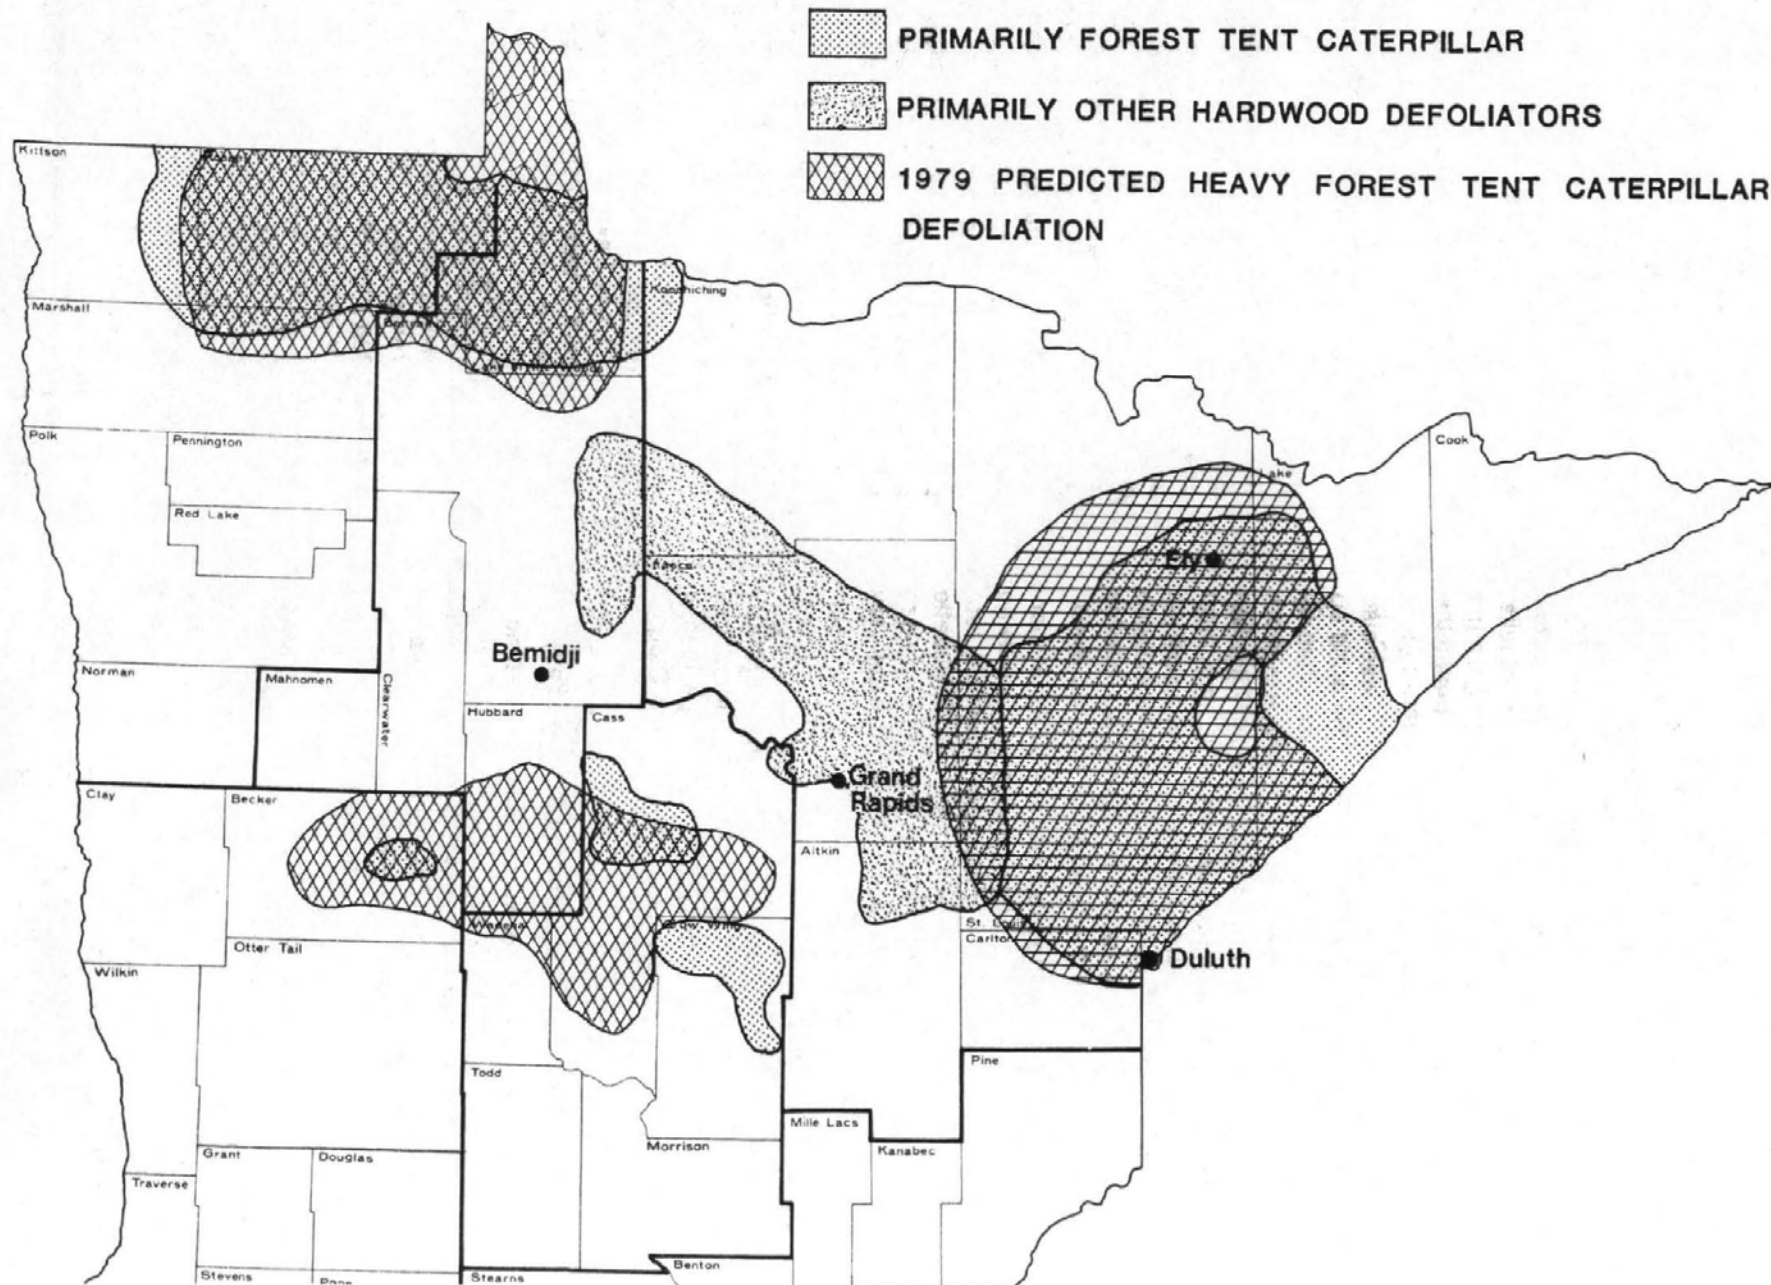 PRIMARILY FOREST TENT CATERPILLAR
PRIMARILY OTHER HARDWOOD DEFOLIATORS
1979 PREDICTED HEAVY FOREST TENT CATERPILLAR
DEFOLIATION
Kittson
Marshall
Koochiching
Polk
Pennington
Cook
Lake
Red Lake
Ely
Itasca
Bemidji
Norman
Mahnomen
Clearwater
Hubbard
Cass
Grand
Rapids
Clay
Becker
Aitkin
St. Louis
Carlton
Otter Tail
Duluth
Wilkin
Pine
Todd
Mille Lacs
Morrison
Kanabec
Grant
Douglas
Traverse
Benton
Stevens
Pope
Stearns